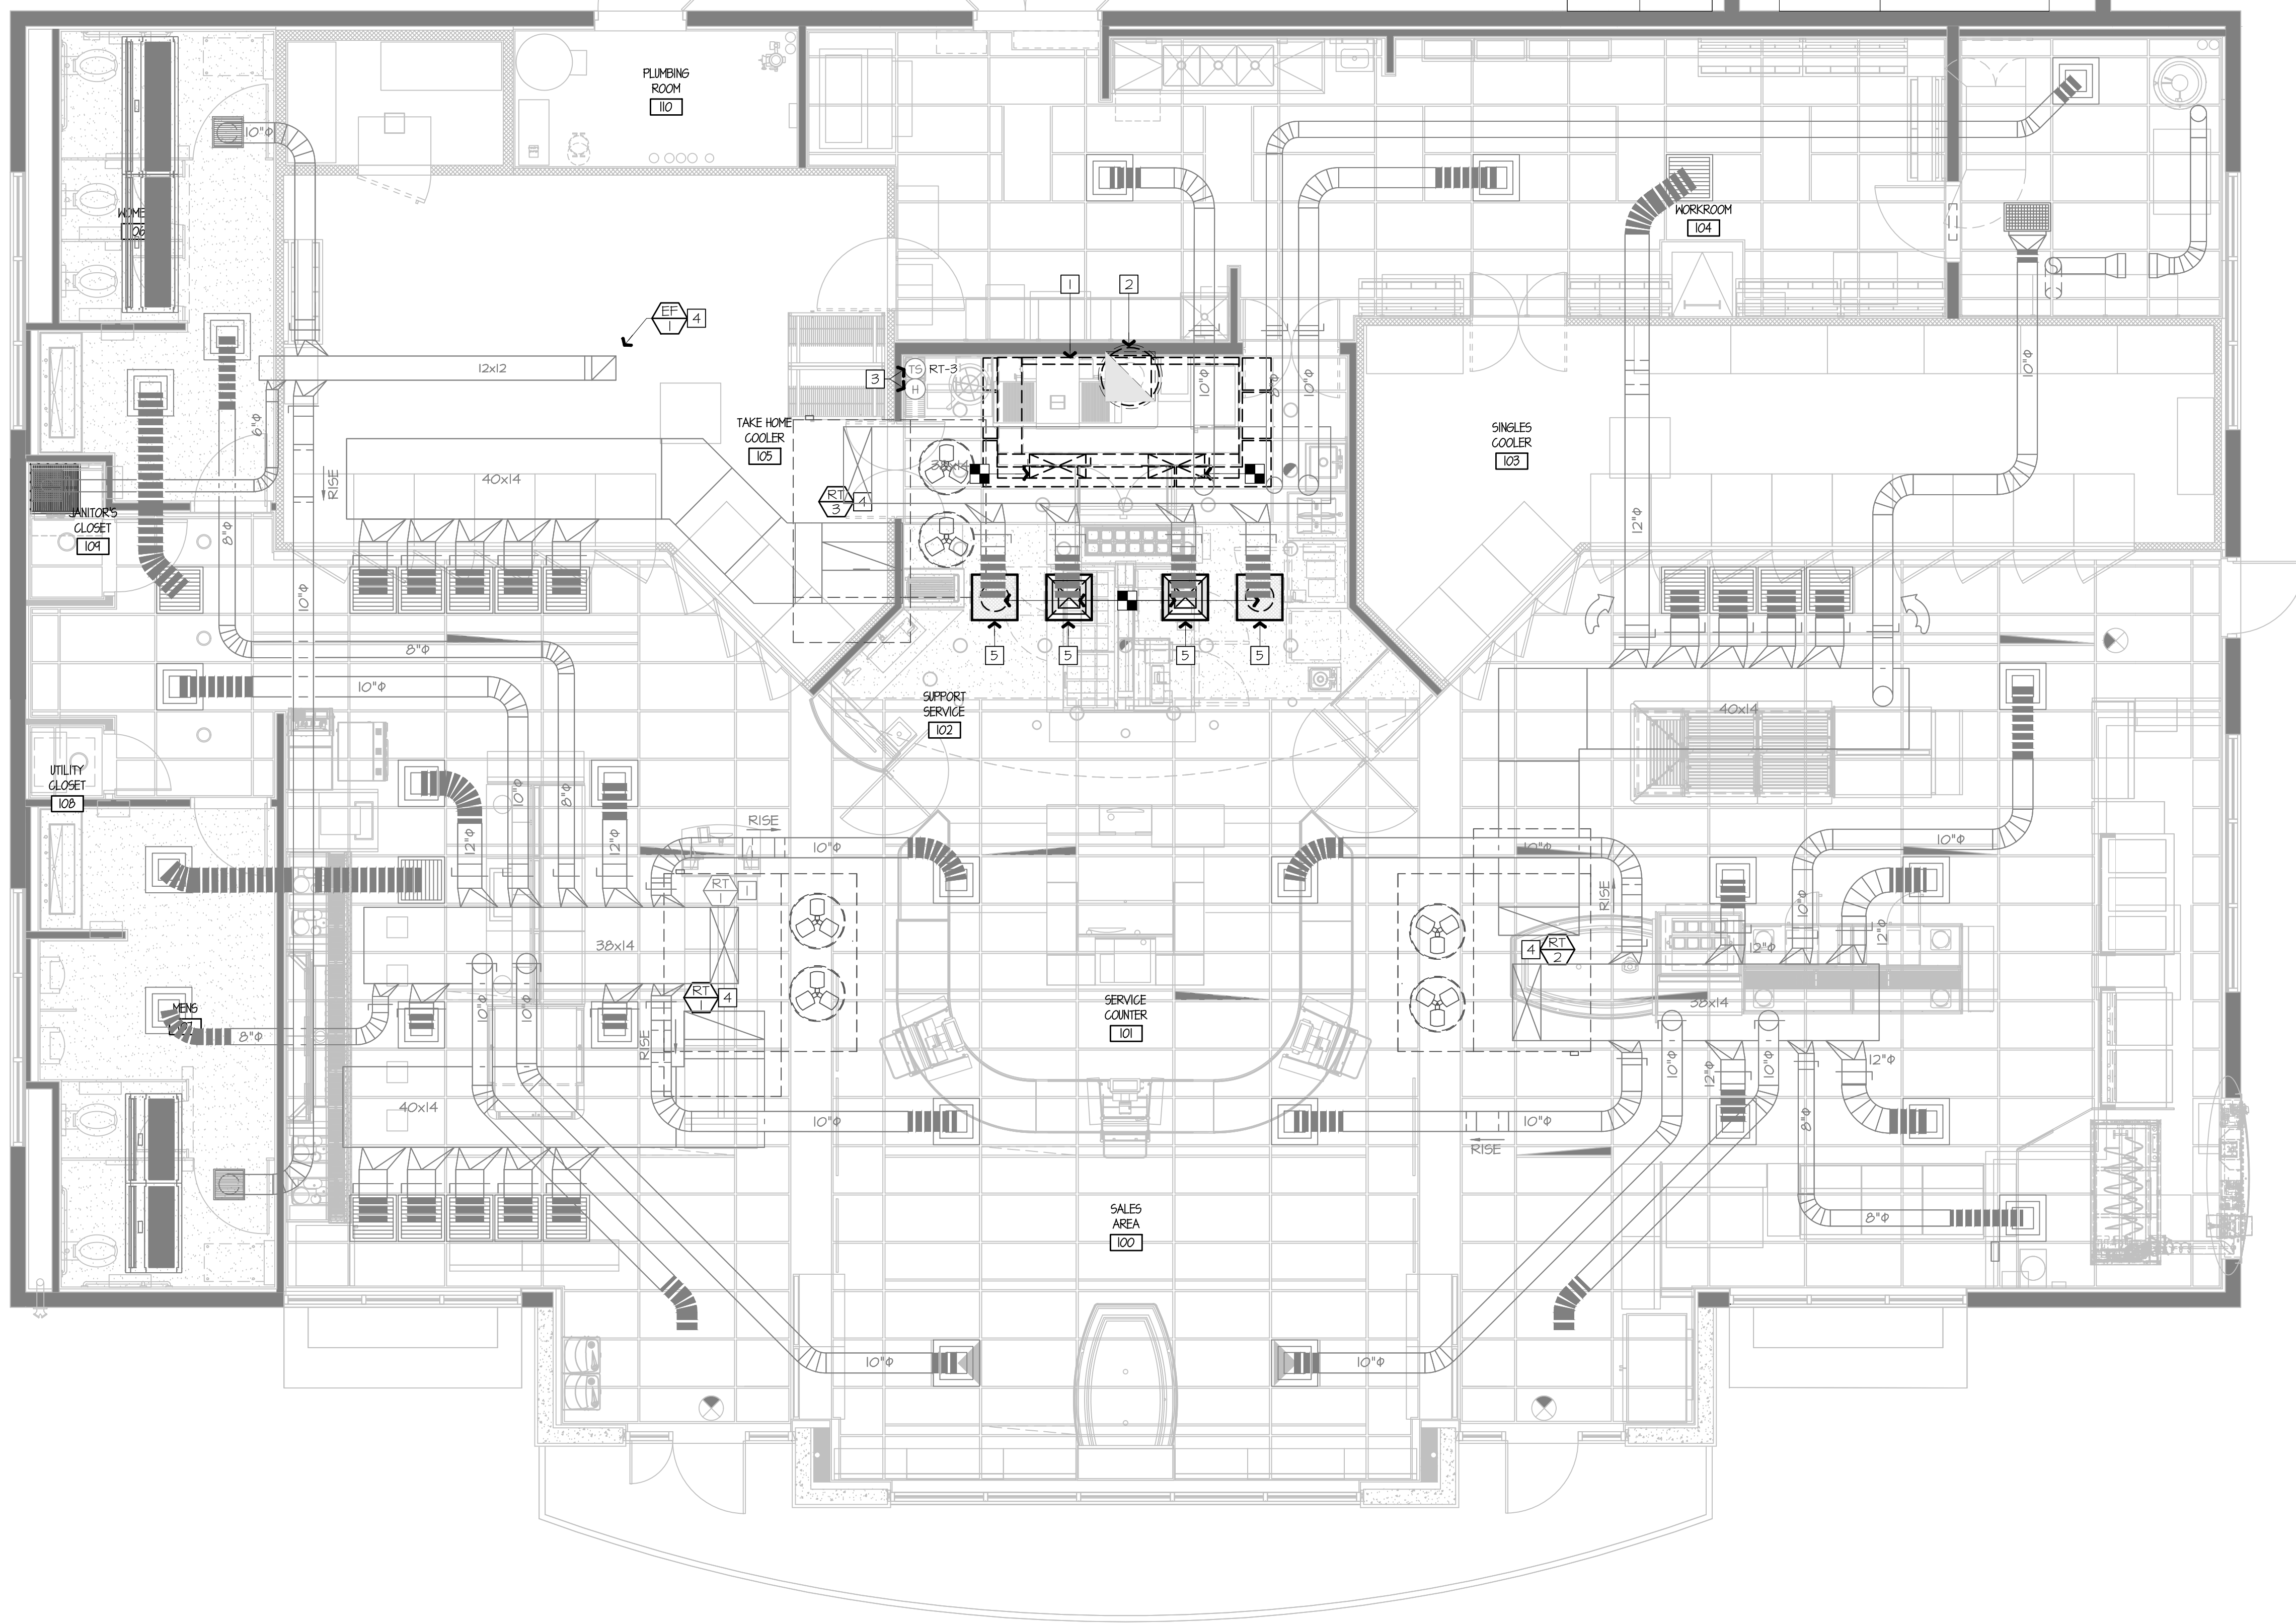 PLUMBING
ROOM
110
10"Φ
WORKROOM
104
1
2
EF
1
4
12x12
3
TS
H
RT-3
10"Φ
8"Φ
10"Φ
10"Φ
6"Φ
TAKE HOME
COOLER
105
SINGLES
COOLER
103
38x14
RISE
40x14
RT
3
4
JANITOR'S
CLOSET
109
8"Φ
12"Φ
10"Φ
5
5
5
5
8"Φ
10"Φ
SUPPORT
SERVICE
102
40x14
UTILITY
CLOSET
108
10"Φ
8"Φ
12"Φ
12"Φ
RISE
10"Φ
10"Φ
10"Φ
RISE
RT
1
1
10"Φ
12"Φ
12"Φ
38x14
4
RT
2
RT
1
4
SERVICE
COUNTER
101
38x14
MENS
8"Φ
10"Φ
10"Φ
RISE
10"Φ
12"Φ
10"Φ
12"Φ
40x14
10"Φ
10"Φ
8"Φ
RISE
SALES
AREA
100
8"Φ
10"Φ
10"Φ